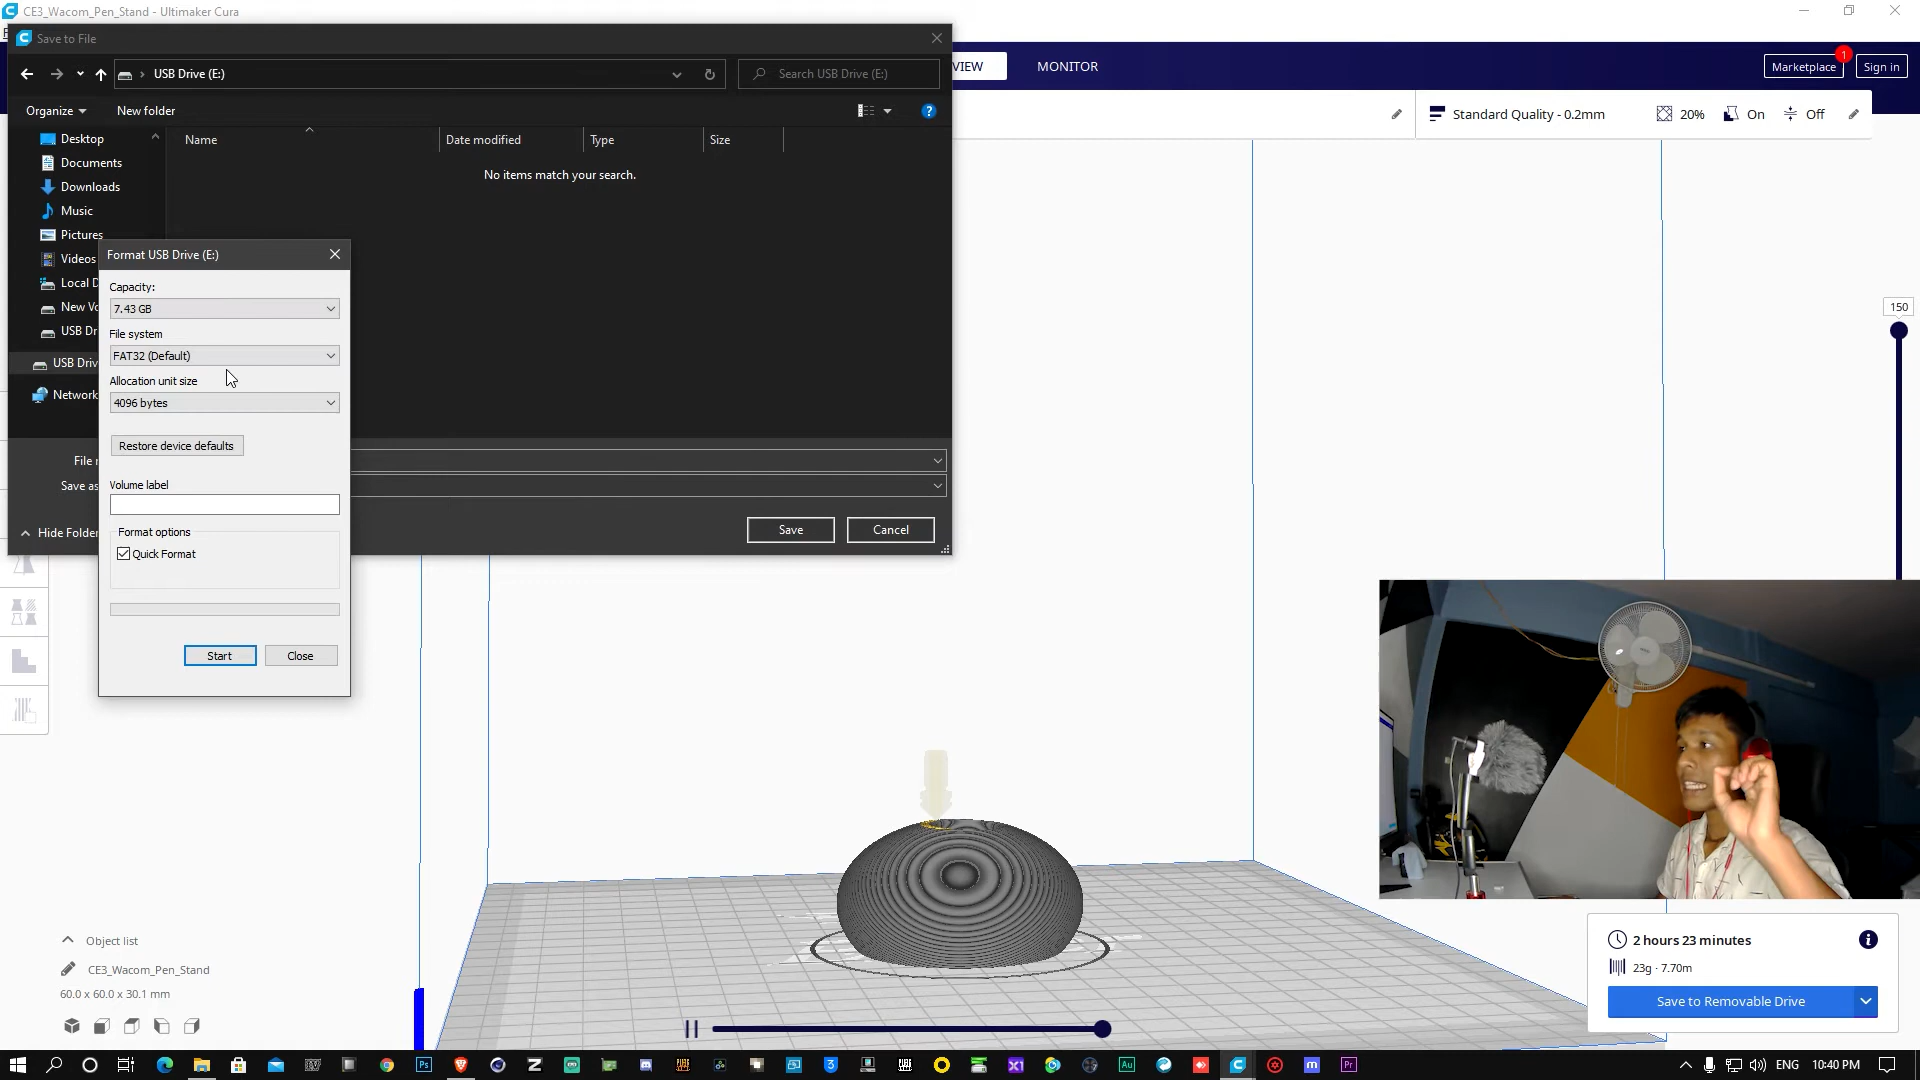 CE3_Wacom_Pen_Stand - Ultimaker Cura
Save to File
USB Drive (E:)
Search USB Drive (E:)
VIEW
MONITOR
Marketplace
1
Sign in
Organize
New folder
Standard Quality - 0.2mm
20%
On
Off
Desktop
Documents
Downloads
Music
Pictures
Videos
Local D
New Vo
USB Dr
USB Driv
Network
Name
Date modified
Type
Size
No items match your search.
Format USB Drive (E:)
Capacity:
7.43 GB
File system
FAT32 (Default)
Allocation unit size
4096 bytes
Restore device defaults
Volume label
Format options
Quick Format
Start
Close
File n
Save as
Hide Folder
Save
Cancel
150
Object list
CE3_Wacom_Pen_Stand
60.0 x 60.0 x 30.1 mm
2 hours 23 minutes
23g · 7.70m
Save to Removable Drive
ENG
10:40 PM